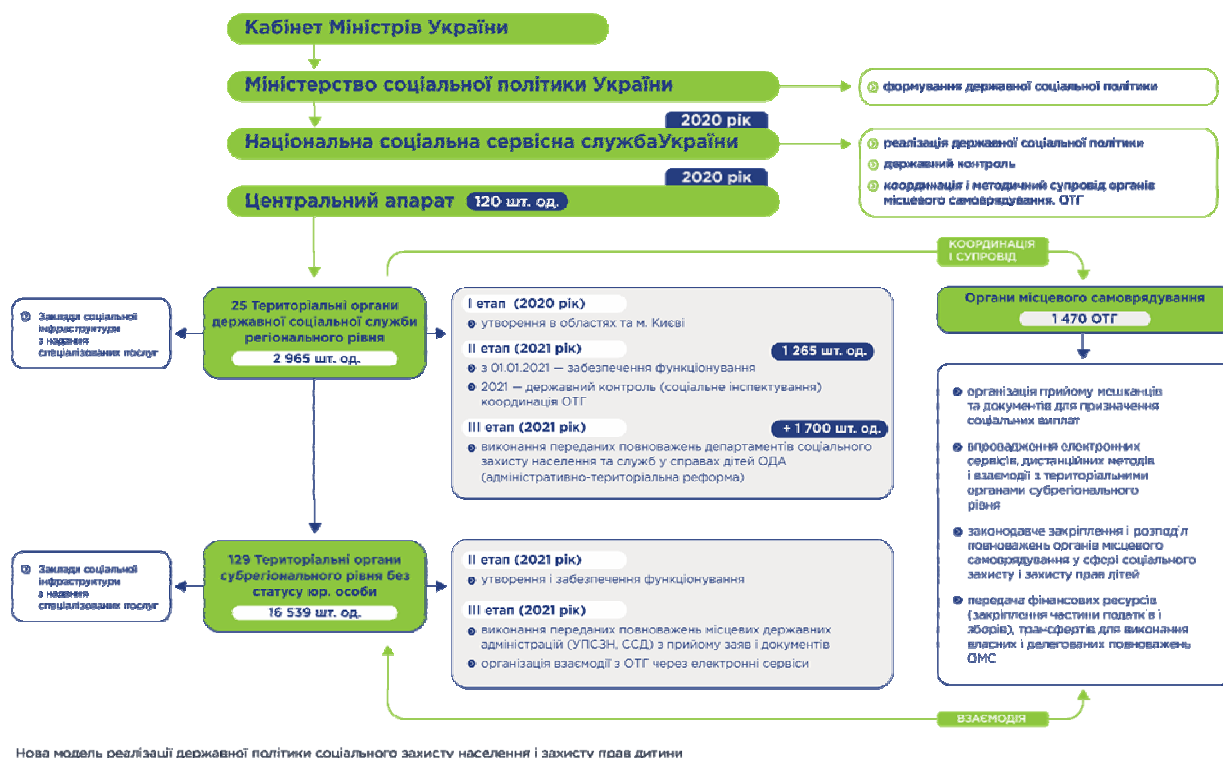 Кабінет Міністрів України
Міністерство соціальної політики України
формування державної соціальної політики
2020 рік
Національна соціальна сервісна службаУкраїни
реалізація державної соціальної політики
державний контроль
координація і методичний супровід органів
місцевого самоврядування, ОТГ
2020 рік
Центральний апарат 120 шт. од.
КООРДИНАЦІЯ
І СУПРОВІД
Заклади соціальної
інфраструктури
з надання
спеціалізованих послуг
25 Територіальні органи
державної соціальної служби
регіонального рівня
2 965 шт. од.
I етап (2020 рік)
утворення в областях та м. Києві
II етап (2021 рік)
1 265 шт. од.
з 01.01.2021 — забезпечення функціонування
2021 — державний контроль (соціальне інспектування)
координація ОТГ
III етап (2021 рік)
+ 1 700 шт. од.
виконання переданих повноважень департаментів соціального
захисту населення та служб у справах дітей ОДА
(адміністративно-територіальна реформа)
Органи місцевого самоврядування
1 470 ОТГ
організація прийому мешканців
та документів для призначення
соціальних виплат
впровадження електронних
сервісів, дистанційних методів
і взаємодії з територіальними
органами субрегіонального
рівня
законодавче закріплення і розпод'л
повноважень органів місцевого
самоврядування у сфері соціального
захисту і захисту прав дітей
передача фінансових ресурсів
(закріплення частини податк'в і
зборів), трансфертів для виконання
власних і делегованих повноважень
ОМС
Заклади соціальної
інфраструктури
з надання
спеціалізованих послуг
129 Територіальні органи
субрегіонального рівня без
статусу юр. особи
16 539 шт. од.
II етап (2021 рік)
утворення і забезпечення функціонування
III етап (2021 рік)
виконання переданих повноважень місцевих державних
адміністрацій (УПСЗН, ССД) з прийому заяв і документів
організація взаємодії з ОТГ через електронні сервіси
ВЗАЄМОДІЯ
Нова модель реалізації державної політики соціального захисту населення і захисту прав дитини